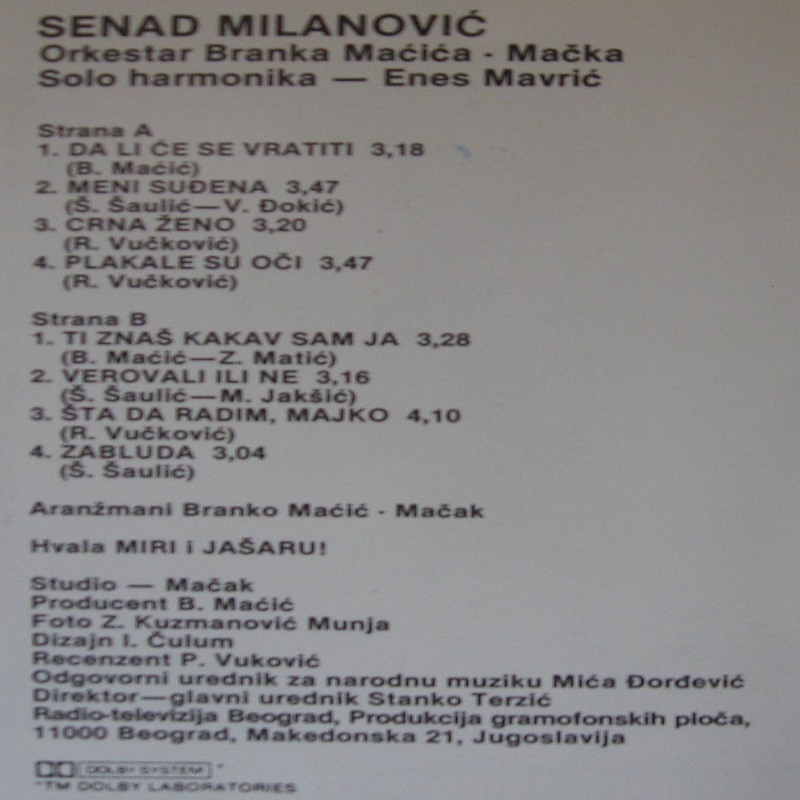 SENAD MILANOVIĆ
Orkestar Branka Maćića - Mačka
Solo harmonika — Enes Mavrić
Strana A
1. DA LI ĆE SE VRATITI 3,18
(B. Maćić)
2. MENI SUĐENA 3,47
(Š. Šaulić—V. Đokić)
3. CRNA ŽENO 3,20
(R. Vučković)
4. PLAKALE SU OČI 3,47
(R. Vučković)
Strana B
1. TI ZNAŠ KAKAV SAM JA 3,28
(B. Maćić—Z. Matić)
2. VEROVALI ILI NE 3,16
(Š. Šaulić—M. Jakšić)
3. ŠTA DA RADIM, MAJKO 4,10
(R. Vučković)
4. ZABLUDA 3,04
(Š. Šaulić)
Aranžmani Branko Maćić - Mačak
Hvala MIRI i JAŠARU!
Studio — Mačak
Producent B. Maćić
Foto Z. Kuzmanović Munja
Dizajn I. Čulum
Recenzent P. Vuković
Odgovorni urednik za narodnu muziku Mića Đorđević
Direktor—glavni urednik Stanko Terzić
Radio-televizija Beograd, Produkcija gramofonskih ploča,
11000 Beograd, Makedonska 21, Jugoslavija
DOLBY SYSTEM *
*TM DOLBY LABORATORIES